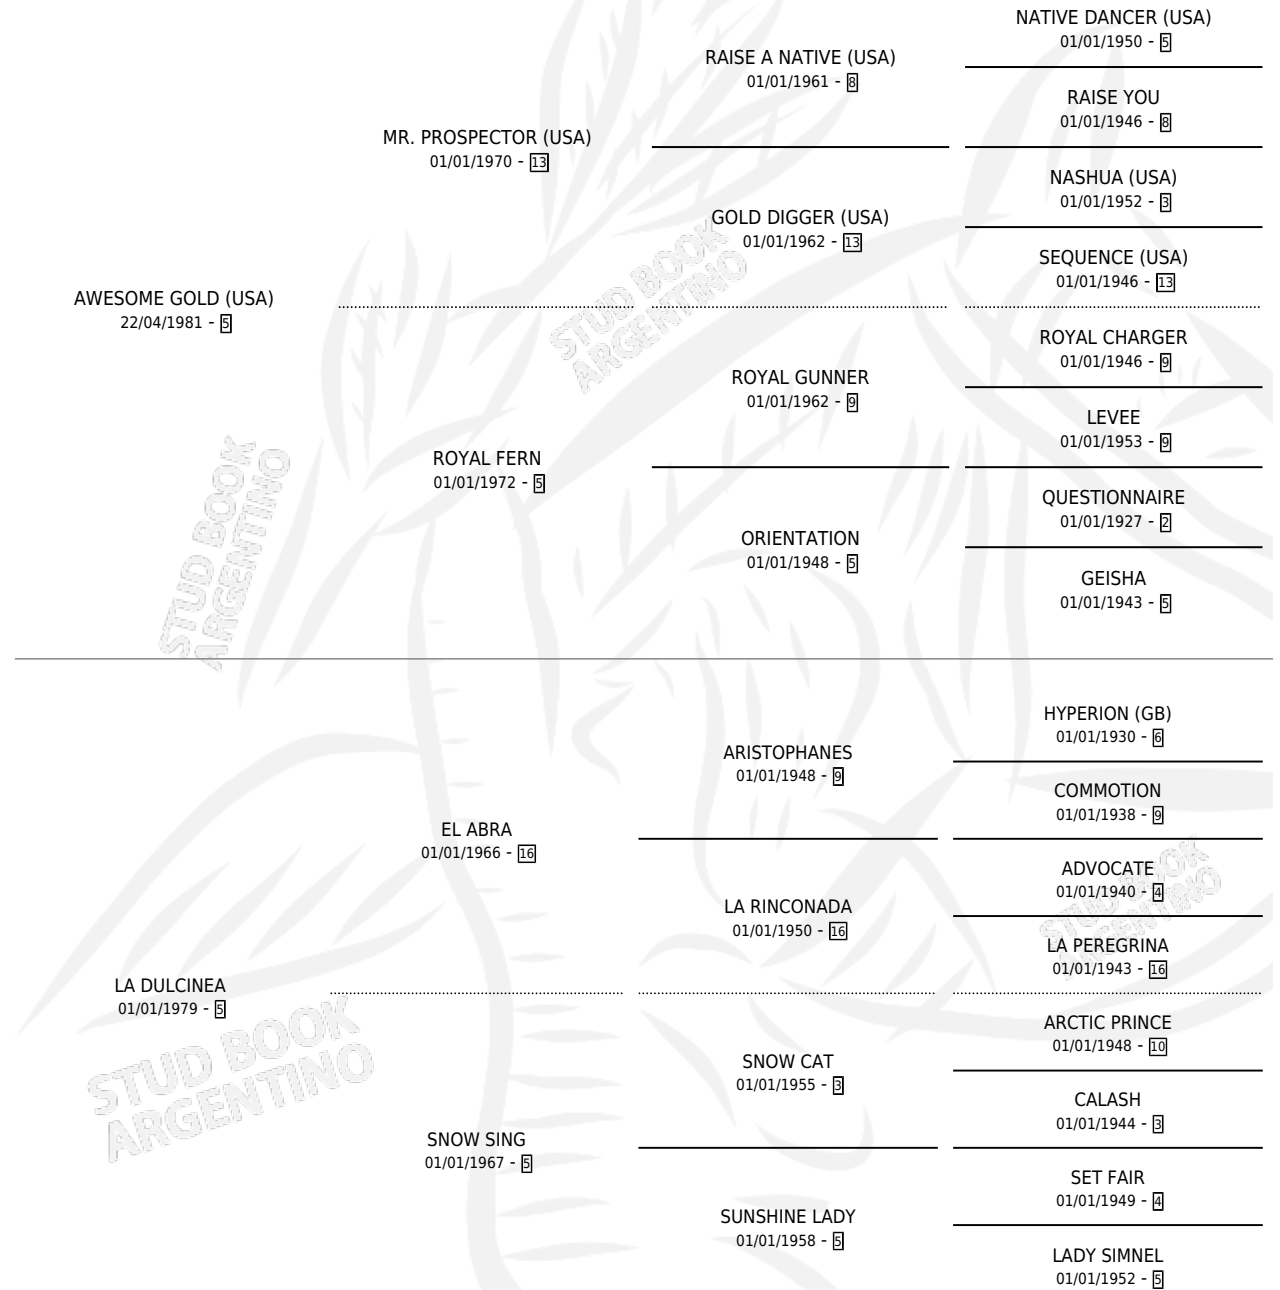 NATIVE DANCER (USA)
01/01/1950 - 5
RAISE A NATIVE (USA)
01/01/1961 - 8
RAISE YOU
01/01/1946 - 8
MR. PROSPECTOR (USA)
01/01/1970 - 13
NASHUA (USA)
01/01/1952 - 3
GOLD DIGGER (USA)
01/01/1962 - 13
SEQUENCE (USA)
01/01/1946 - 13
AWESOME GOLD (USA)
22/04/1981 - 5
STUD BOOK
ARGENTINO
ROYAL CHARGER
01/01/1946 - 9
ROYAL GUNNER
01/01/1962 - 9
LEVEE
01/01/1953 - 9
ROYAL FERN
01/01/1972 - 5
QUESTIONNAIRE
01/01/1927 - 2
ORIENTATION
01/01/1948 - 5
GEISHA
01/01/1943 - 5
STUD BOOK
ARGENTINO
HYPERION (GB)
01/01/1930 - 6
ARISTOPHANES
01/01/1948 - 9
COMMOTION
01/01/1938 - 9
EL ABRA
01/01/1966 - 16
ADVOCATE
01/01/1940 - 4
LA RINCONADA
01/01/1950 - 16
STUD BOOK
ARGENTINO
LA PEREGRINA
01/01/1943 - 16
LA DULCINEA
01/01/1979 - 5
STUD BOOK
ARGENTINO
ARCTIC PRINCE
01/01/1948 - 10
SNOW CAT
01/01/1955 - 3
CALASH
01/01/1944 - 3
SNOW SING
01/01/1967 - 5
SET FAIR
01/01/1949 - 4
SUNSHINE LADY
01/01/1958 - 5
LADY SIMNEL
01/01/1952 - 5